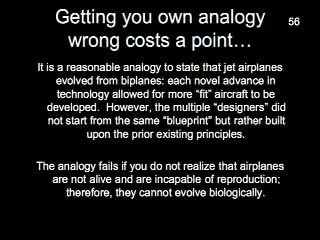 Getting you own analogy
wrong costs a point…
56
It is a reasonable analogy to state that jet airplanes
evolved from biplanes: each novel advance in
technology allowed for more “fit” aircraft to be
developed. However, the multiple “designers” did
not start from the same “blueprint” but rather built
upon the prior existing principles.
The analogy fails if you do not realize that airplanes
are not alive and are incapable of reproduction;
therefore, they cannot evolve biologically.